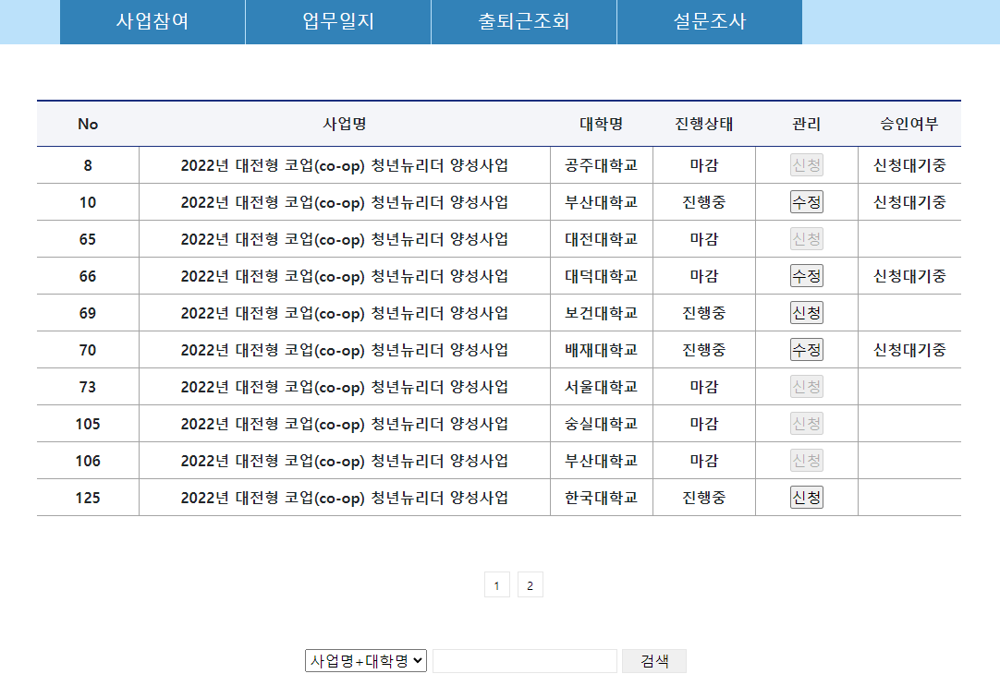 사업참여 업무일지 출퇴근조회 설문조사
No 사업명 대학명 진행상태 관리 승인여부
8 2022년 대전형 코업(co-op) 청년뉴리더 양성사업 공주대학교 마감 신청 신청대기중
10 2022년 대전형 코업(co-op) 청년뉴리더 양성사업 부산대학교 진행중 수정 신청대기중
65 2022년 대전형 코업(co-op) 청년뉴리더 양성사업 대전대학교 마감 신청
66 2022년 대전형 코업(co-op) 청년뉴리더 양성사업 대덕대학교 마감 수정 신청대기중
69 2022년 대전형 코업(co-op) 청년뉴리더 양성사업 보건대학교 진행중 신청
70 2022년 대전형 코업(co-op) 청년뉴리더 양성사업 배재대학교 진행중 수정 신청대기중
73 2022년 대전형 코업(co-op) 청년뉴리더 양성사업 서울대학교 마감 신청
105 2022년 대전형 코업(co-op) 청년뉴리더 양성사업 숭실대학교 마감 신청
106 2022년 대전형 코업(co-op) 청년뉴리더 양성사업 부산대학교 마감 신청
125 2022년 대전형 코업(co-op) 청년뉴리더 양성사업 한국대학교 진행중 신청
1 2
사업명+대학명 검색